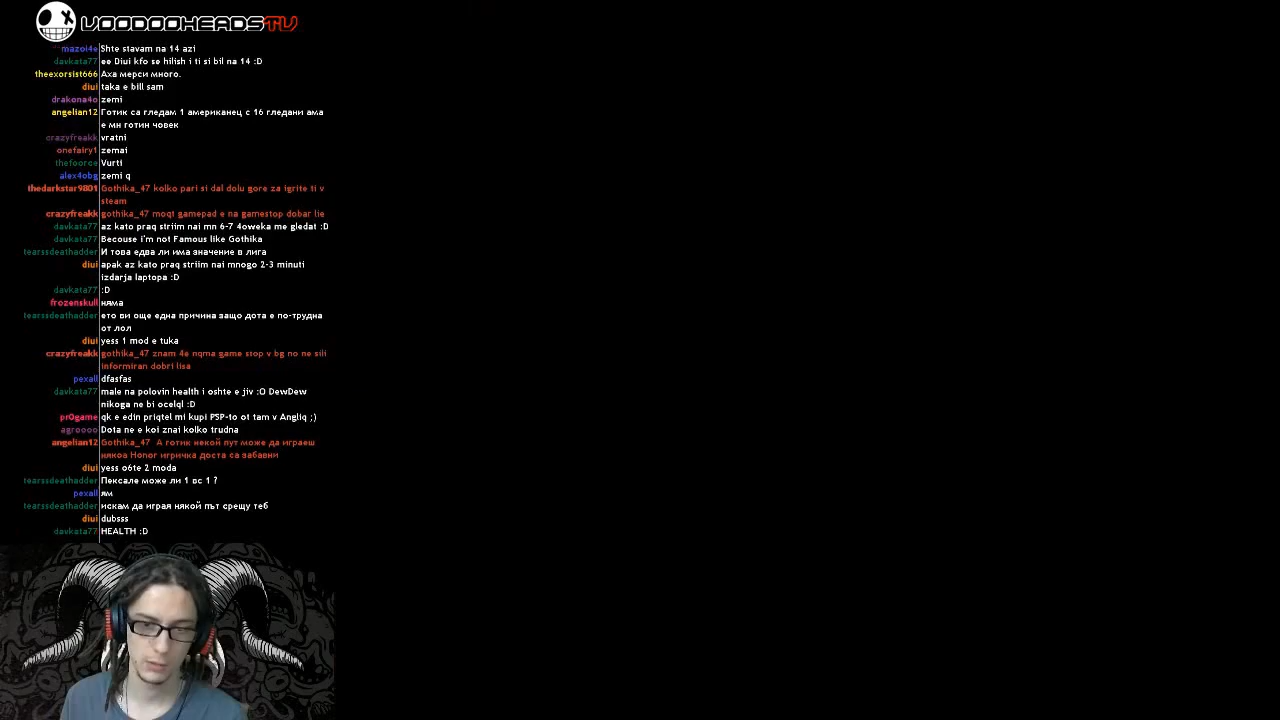 VOODOOHEADSTV
mazol4e Shte stavam na 14 azi
davkata77 ee Diui kfo se hilish i ti si bil na 14 :D
theexorsist666 Аха мерси много.
diui taka e bill sam
drakona4o zemi
angelian12 Готик са гледам 1 американец с 16 гледани ама
е мн готин човек
crazyfreakk vratni
onefairy1 zemai
thefoorce Vurti
alex4obg zemi q
thedarkstar9801 Gothika_47 kolko pari si dal dolu gore za igrite ti v
steam
crazyfreakk gothika_47 moqt gamepad e na gamestop dobar lie
davkata77 az kato praq striim nai mn 6-7 4oweka me gledat :D
davkata77 Becouse i'm not Famous like Gothika
tearssdeathadder И това едва ли има значение в лига
diui apak az kato praq striim nai mnogo 2-3 minuti
izdarja laptopa :D
davkata77 :D
frozenskull няма
tearssdeathadder ето ви още една причина защо дота е по-трудна
от лол
diui yess 1 mod e tuka
crazyfreakk gothika_47 znam 4e nqma game stop v bg no ne siii
informiran dobri lisa
pexall dfasfas
davkata77 male na polovin health i oshte e jiv :O DewDew
nikoga ne bi ocelql :D
pr0game qk e edin priqtel mi kupi PSP-to ot tam v Angliq ;)
agroooo Dota ne e koi znai kolko trudna
angelian12 Gothika_47 А готик некой пут може да играеш
някоа Honor игричка доста са забавни
diui yess o6te 2 moda
tearssdeathadder Пексале може ли 1 вс 1 ?
pexall ям
tearssdeathadder искам да играя някой път срещу теб
diui dubsss
davkata77 HEALTH :D